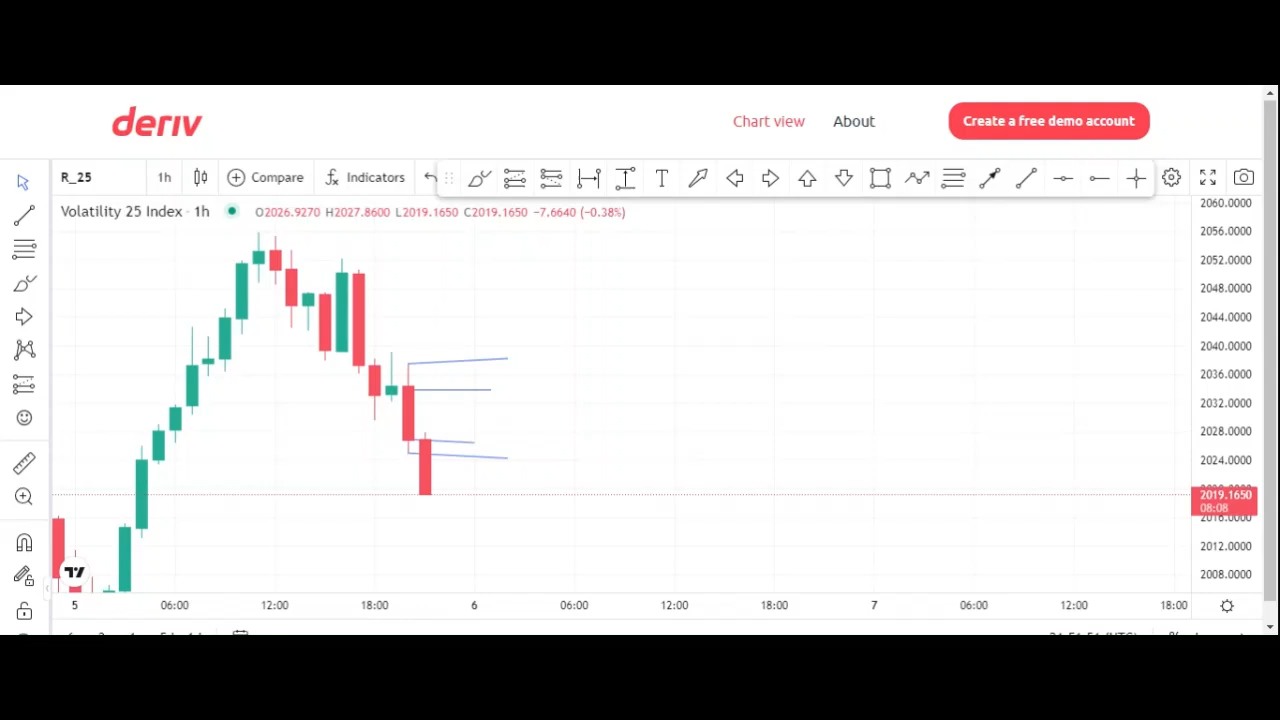 deriv
Chart view
About
Create a free demo account
R_25
1h
Compare
Indicators
T
Volatility 25 Index · 1h
O2026.9270 H2027.8600 L2019.1650 C2019.1650 −7.6640 (−0.38%)
2060.0000
2056.0000
2052.0000
2048.0000
2044.0000
2040.0000
2036.0000
2032.0000
2028.0000
2024.0000
2019.1650
08:08
2016.0000
2012.0000
2008.0000
5
06:00
12:00
18:00
6
06:00
12:00
18:00
7
06:00
12:00
18:00